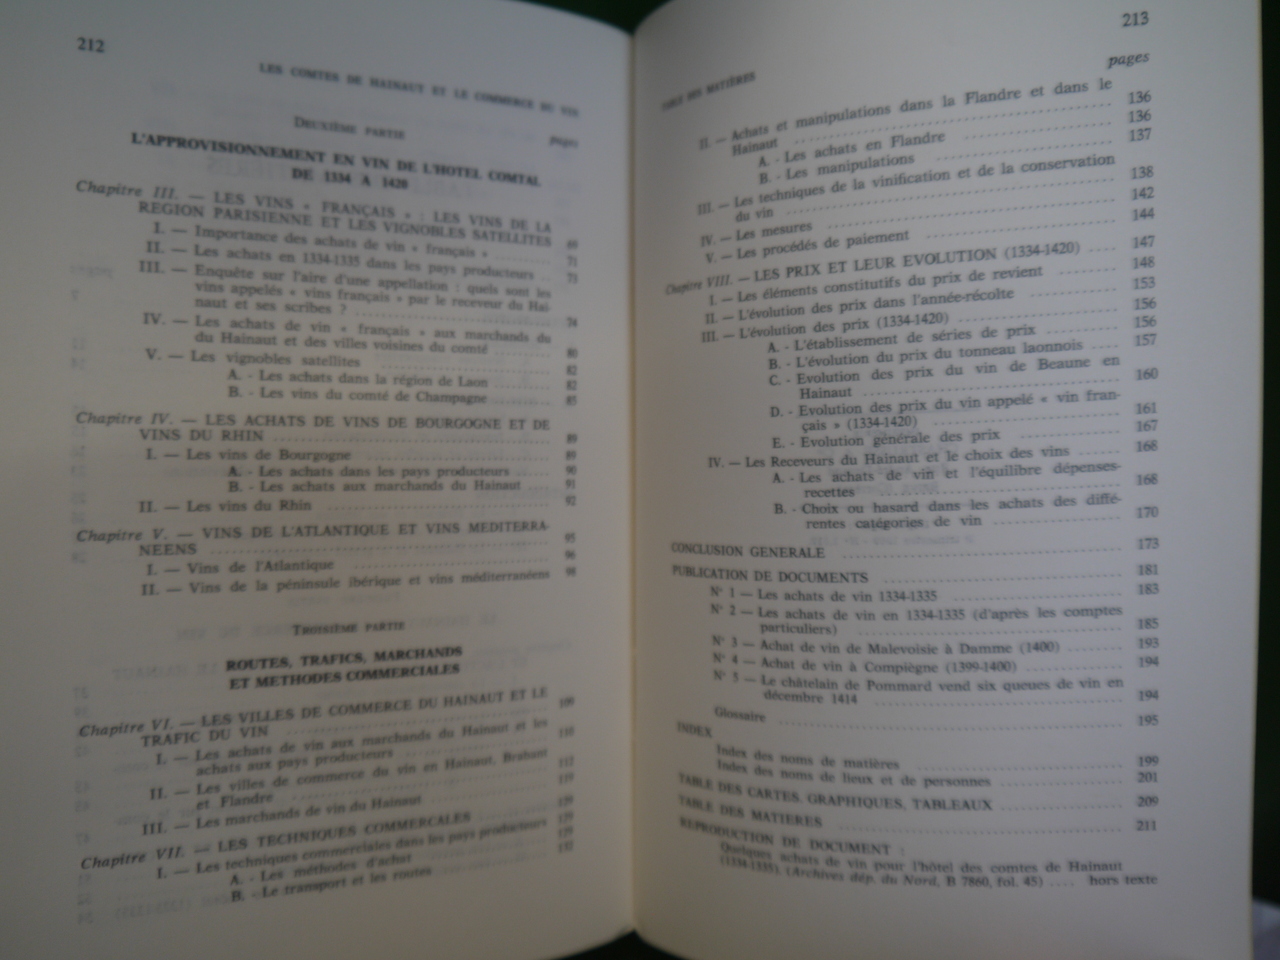 212
LES COMTES DE HAINAUT ET LE COMMERCE DU VIN
DEUXIÈME PARTIE
pages
L'APPROVISIONNEMENT EN VIN DE L'HOTEL COMTAL
DE 1334 A 1420
Chapitre III. — LES VINS « FRANÇAIS » : LES VINS DE LA
REGION PARISIENNE ET LES VIGNOBLES SATELLITES 69
I. — Importance des achats de vin « français » .......... 71
II. — Les achats en 1334-1335 dans les pays producteurs .. 73
III. — Enquête sur l'aire d'une appellation : quels sont les
vins appelés « vins français » par le receveur du Hai-
naut et ses scribes ? .......... 74
IV. — Les achats de vin « français » aux marchands du
du Hainaut et des villes voisines du comté .......... 80
V. — Les vignobles satellites .......... 82
A. - Les achats dans la région de Laon .......... 82
B. - Les vins du comté de Champagne .......... 85
Chapitre IV. — LES ACHATS DE VINS DE BOURGOGNE ET DE
VINS DU RHIN .......... 89
I. — Les vins de Bourgogne .......... 89
A. - Les achats dans les pays producteurs .......... 90
B. - Les achats aux marchands du Hainaut .......... 91
II. — Les vins du Rhin .......... 92
Chapitre V. — VINS DE L'ATLANTIQUE ET VINS MEDITERRA-
NEENS .......... 95
I. — Vins de l'Atlantique .......... 96
II. — Vins de la péninsule ibérique et vins méditerranéens 98
TROISIÈME PARTIE
ROUTES, TRAFICS, MARCHANDS
ET METHODES COMMERCIALES
Chapitre VI. — LES VILLES DE COMMERCE DU HAINAUT ET LE
TRAFIC DU VIN .......... 109
I. — Les achats de vin aux marchands du Hainaut et les
achats aux pays producteurs ..........
II. — Les villes de commerce du vin en Hainaut, Brabant
et Flandre ..........
III. — Les marchands de vin du Hainaut ..........
Chapitre VII. — LES TECHNIQUES COMMERCALES ..........
I. — Les techniques commerciales dans les pays producteurs
A. - Les méthodes d'achat ..........
B. - Le transport et les routes ..........
213
TABLE DES MATIÈRES
pages
II. — Achats et manipulations dans la Flandre et dans le
Hainaut .......... 136
A. - Les achats en Flandre .......... 136
B. - Les manipulations .......... 137
III. — Les techniques de la vinification et de la conservation
du vin .......... 138
IV. — Les mesures .......... 142
V. — Les procédés de paiement .......... 144
Chapitre VIII. — LES PRIX ET LEUR EVOLUTION (1334-1420) .... 147
I. — Les éléments constitutifs du prix de revient .......... 148
II. — L'évolution des prix dans l'année-récolte .......... 153
III. — L'évolution des prix (1334-1420) .......... 156
A. - L'établissement de séries de prix .......... 156
B. - L'évolution du prix du tonneau laonnois .... 157
C. - Evolution des prix du vin de Beaune en
Hainaut .......... 160
D. - Evolution des prix du vin appelé « vin fran-
çais » (1334-1420) .......... 161
E. - Evolution générale des prix .......... 167
IV. — Les Receveurs du Hainaut et le choix des vins .......... 168
A. - Les achats de vin et l'équilibre dépenses-
recettes .......... 168
B. - Choix ou hasard dans les achats des diffé-
rentes catégories de vin .......... 170
CONCLUSION GENERALE .......... 173
PUBLICATION DE DOCUMENTS .......... 181
N° 1 — Les achats de vin 1334-1335 .......... 183
N° 2 — Les achats de vin en 1334-1335 (d'après les comptes
particuliers) .......... 185
N° 3 — Achat de vin de Malevoisie à Damme (1400) .......... 193
N° 4 — Achat de vin à Compiègne (1399-1400) .......... 194
N° 5 — Le châtelain de Pommard vend six queues de vin en
décembre 1414 .......... 194
Glossaire .......... 195
INDEX
Index des noms de matières .......... 199
Index des noms de lieux et de personnes .......... 201
TABLE DES CARTES, GRAPHIQUES, TABLEAUX .......... 209
TABLE DES MATIERES .......... 211
REPRODUCTION DE DOCUMENT :
Quelques achats de vin pour l'hôtel des comtes de Hainaut
(1334-1335). (Archives dép. du Nord, B 7860, fol. 45) .... hors texte